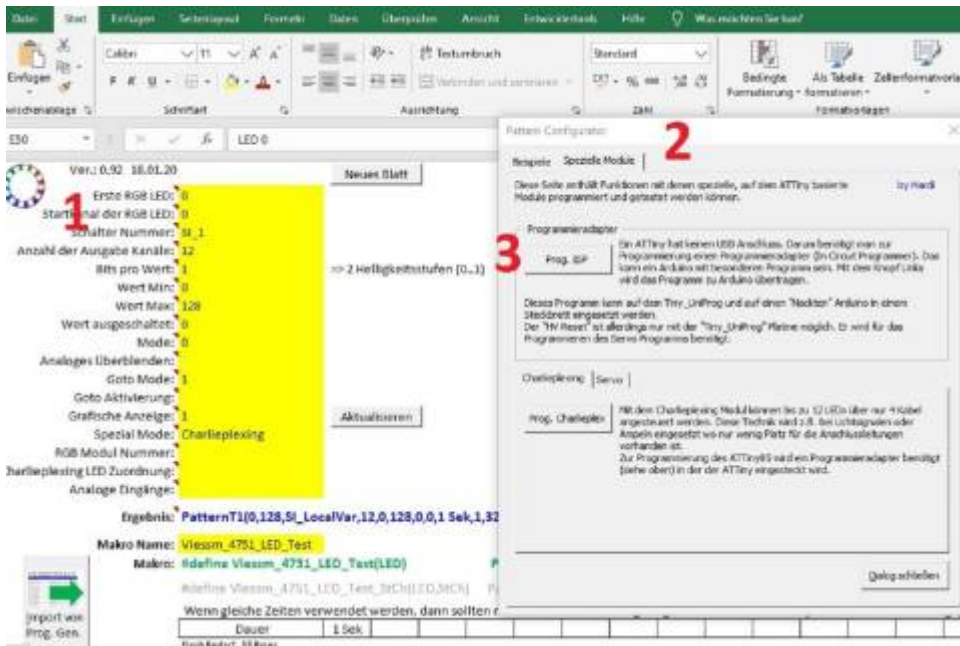 Datei Start Einfügen Seitenlayout Formeln Daten Überprüfen Ansicht Entwicklertools Hilfe Was möchten Sie tun?
Calibri 11 A A Textumbruch Standard
Einfügen F K U Verbinden und zentrieren % Bedingte Formatierung Als Tabelle formatieren Zellenformatvorla
Schriftart Ausrichtung Zahl Formatvorlagen
E50 LED 0
1
2
3
Ver.: 0.92 18.01.20 Neues Blatt
Erste RGB LED: 0
Startkanal der RGB LED: 0
Schalter Nummer: SI_1
Anzahl der Ausgabe Kanäle: 12
Bits pro Wert: 1 => 2 Helligkeitsstufen (0..1)
Wert Min: 0
Wert Max: 128
Wert ausgeschaltet: 0
Mode: 0
Analoges Überblenden:
Goto Mode: 1
Goto Aktivierung:
Grafische Anzeige: 1 Aktualisieren
Spezial Mode: Charlieplexing
RGB Modul Nummer:
harlieplexing LED Zuordnung:
Analoge Eingänge:
Ergebnis: PatternT1(0,128,SI_LocalVar,12,0,128,0,0,1 Sek,1,32
Makro Name: Viessm_4751_LED_Test
Makro: #define Viessm_4751_LED_Test(LED)
#define Viessm_4751_LED_Test_StCh(LED,StCh)
Wenn gleiche Zeiten verwendet werden, dann sollten
Dauer 1 Sek
Import von
Prog. Gen.
Pattern Configurator
Beispiele Spezielle Module
Diese Seite enthält Funktionen mit denen spezielle, auf dem ATTiny basierte by Hardi
Module programmiert und getestet werden können.
Programmieradapter
Prog. ISP
Ein ATTiny hat keinen USB Anschluss. Darum benötigt man zur
Programmierung einen Programmieradapter (In Circuit Programmer). Das
kann ein Arduino mit besonderen Programm sein. Mit dem Knopf Links
wird das Programm zu Arduino übertragen.
Dieses Programm kann auf dem Tiny_UniProg und auf einen "Nackten" Arduino in einem
Steckbrett eingesetzt werden.
Der "HV Reset" ist allerdings nur mit der "Tiny_UniProg" Platine möglich. Er wird für das
Programmieren des Servo Programms benötigt.
Charlieplexing Servo
Prog. Charlieplex
Mit dem Charlieplexing Modul können bis zu 12 LEDs über nur 4 Kabel
angesteuert werden. Diese Technik wird z.B. bei Lichtsignalen oder
Ampeln eingesetzt wo nur wenig Platz für die Anschlussleitungen
vorhanden ist.
Zur Programmierung des ATTiny85 wird ein Programmieradapter benötigt
(siehe oben) in der der ATTiny eingesteckt wird.
Dialog schließen